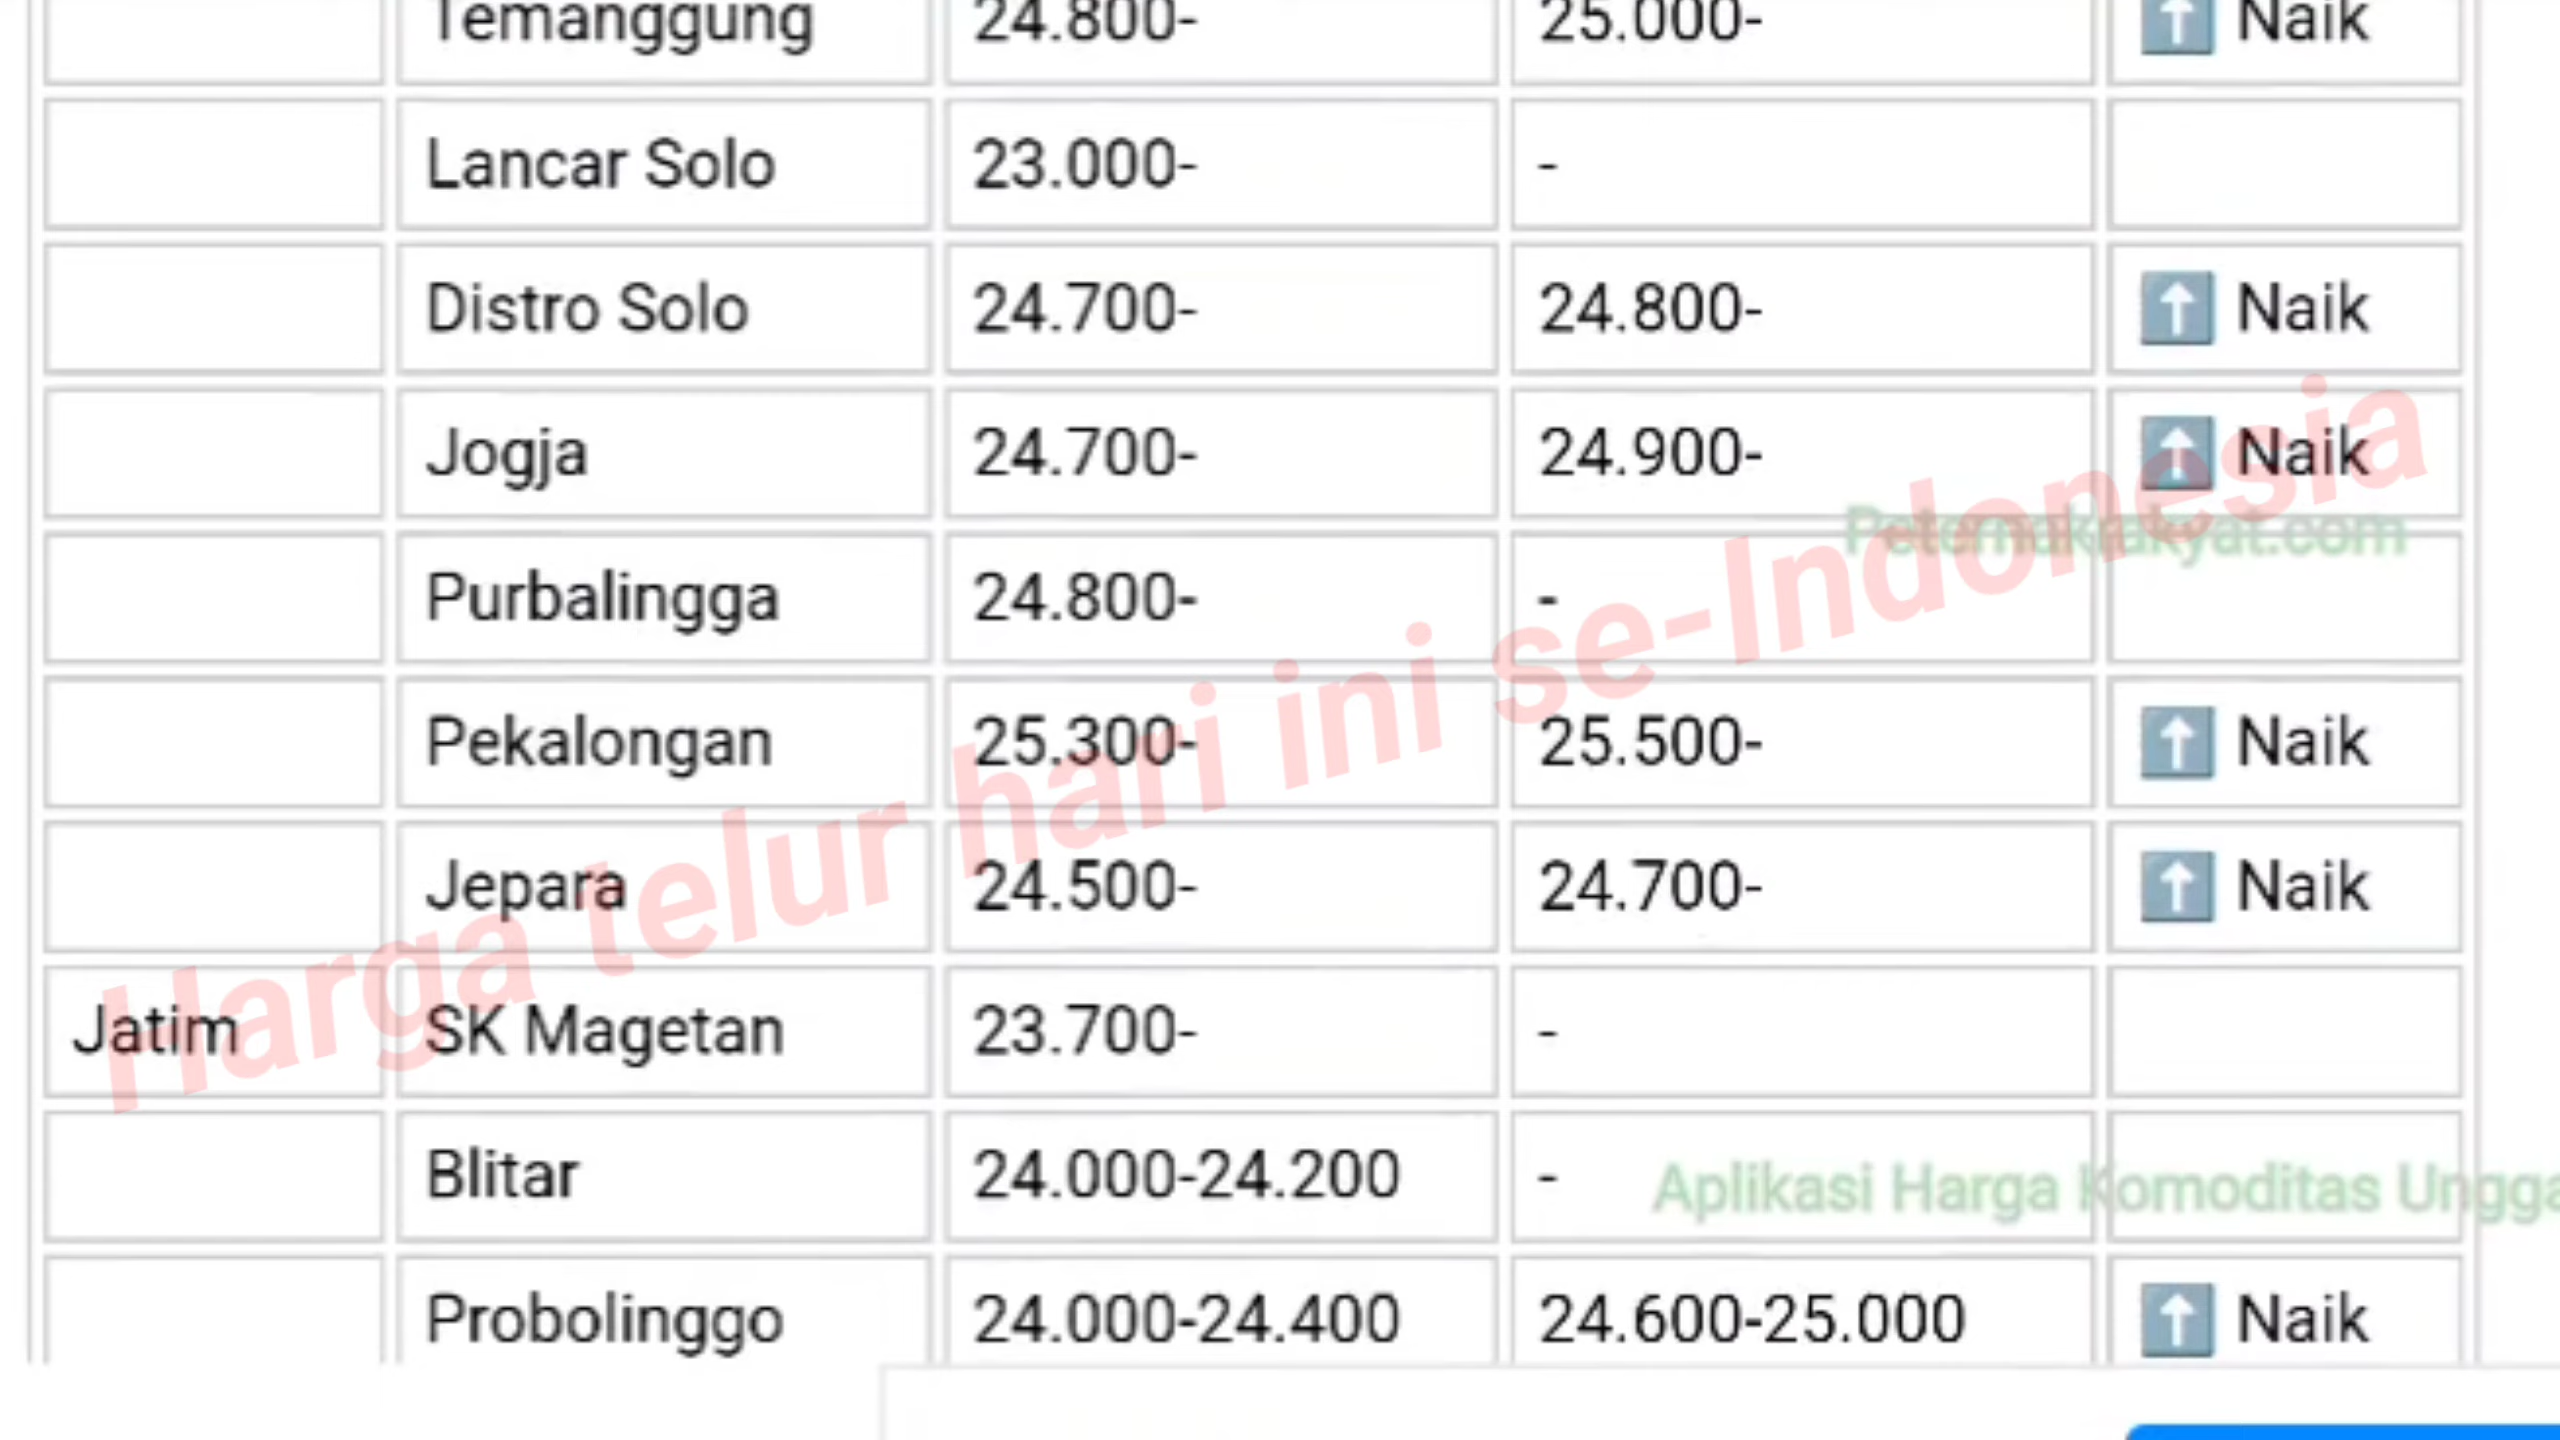 Temanggung 24.800- 25.000- ⬆️ Naik
Lancar Solo 23.000- -
Distro Solo 24.700- 24.800- ⬆️ Naik
Jogja 24.700- 24.900- ⬆️ Naik
Peternakrakyat.com
Purbalingga 24.800- -
Pekalongan 25.300- 25.500- ⬆️ Naik
Jepara 24.500- 24.700- ⬆️ Naik
Harga telur hari ini se-Indonesia
Jatim SK Magetan 23.700- -
Blitar 24.000-24.200 -
Aplikasi Harga Komoditas
Probolinggo 24.000-24.400 24.600-25.000 ⬆️ Naik